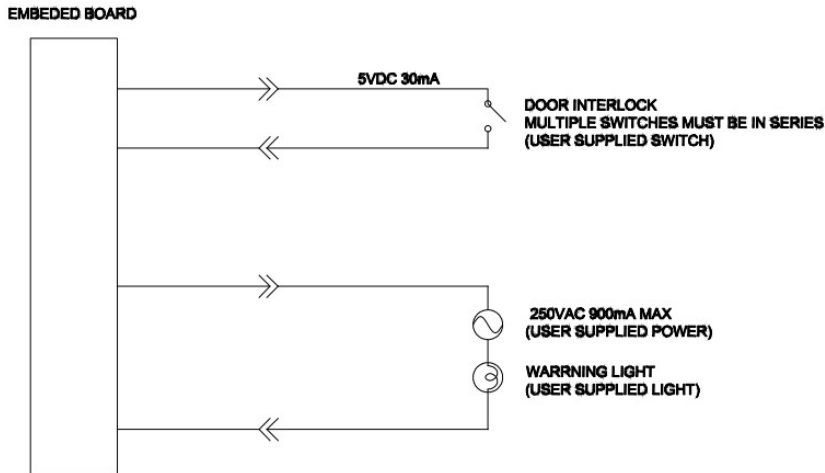 EMBEDED BOARD
5VDC 30mA
DOOR INTERLOCK
MULTIPLE SWITCHES MUST BE IN SERIES
(USER SUPPLIED SWITCH)
250VAC 900mA MAX
(USER SUPPLIED POWER)
WARRNING LIGHT
(USER SUPPLIED LIGHT)